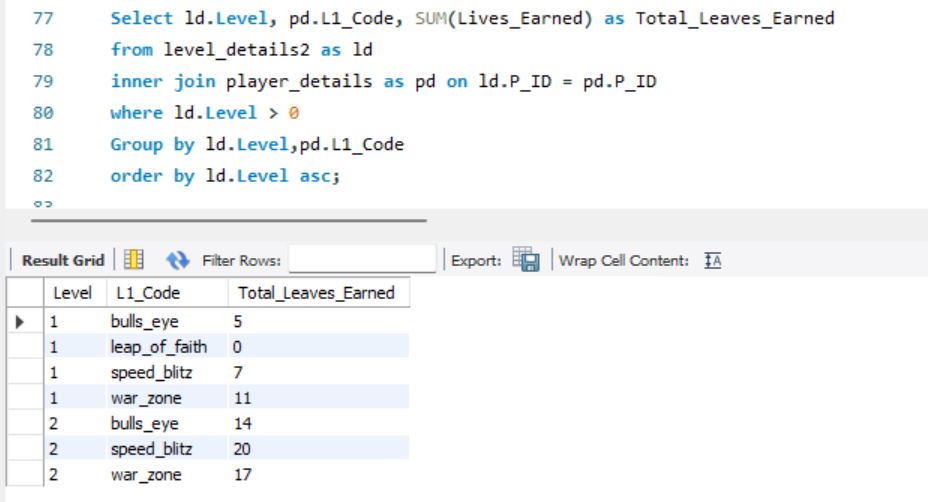 77 Select ld.Level, pd.L1_Code, SUM(Lives_Earned) as Total_Leaves_Earned
78 from level_details2 as ld
79 inner join player_details as pd on ld.P_ID = pd.P_ID
80 where ld.Level > 0
81 Group by ld.Level,pd.L1_Code
82 order by ld.Level asc;
83
Result Grid Filter Rows: Export: Wrap Cell Content: IA
Level L1_Code Total_Leaves_Earned
1 bulls_eye 5
1 leap_of_faith 0
1 speed_blitz 7
1 war_zone 11
2 bulls_eye 14
2 speed_blitz 20
2 war_zone 17